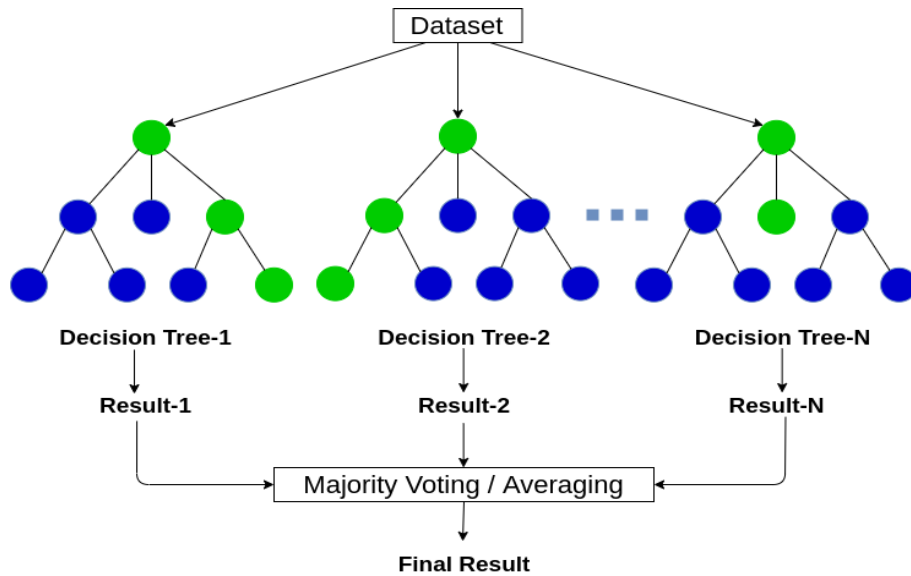 Dataset
Decision Tree-1
Decision Tree-2
Decision Tree-N
Result-1
Result-2
Result-N
Majority Voting / Averaging
Final Result